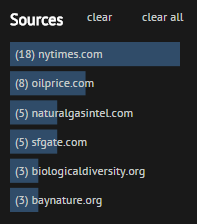 Sources clear clear all
(18) nytimes.com
(8) oilprice.com
(5) naturalgasintel.com
(5) sfgate.com
(3) biologicaldiversity.org
(3) baynature.org